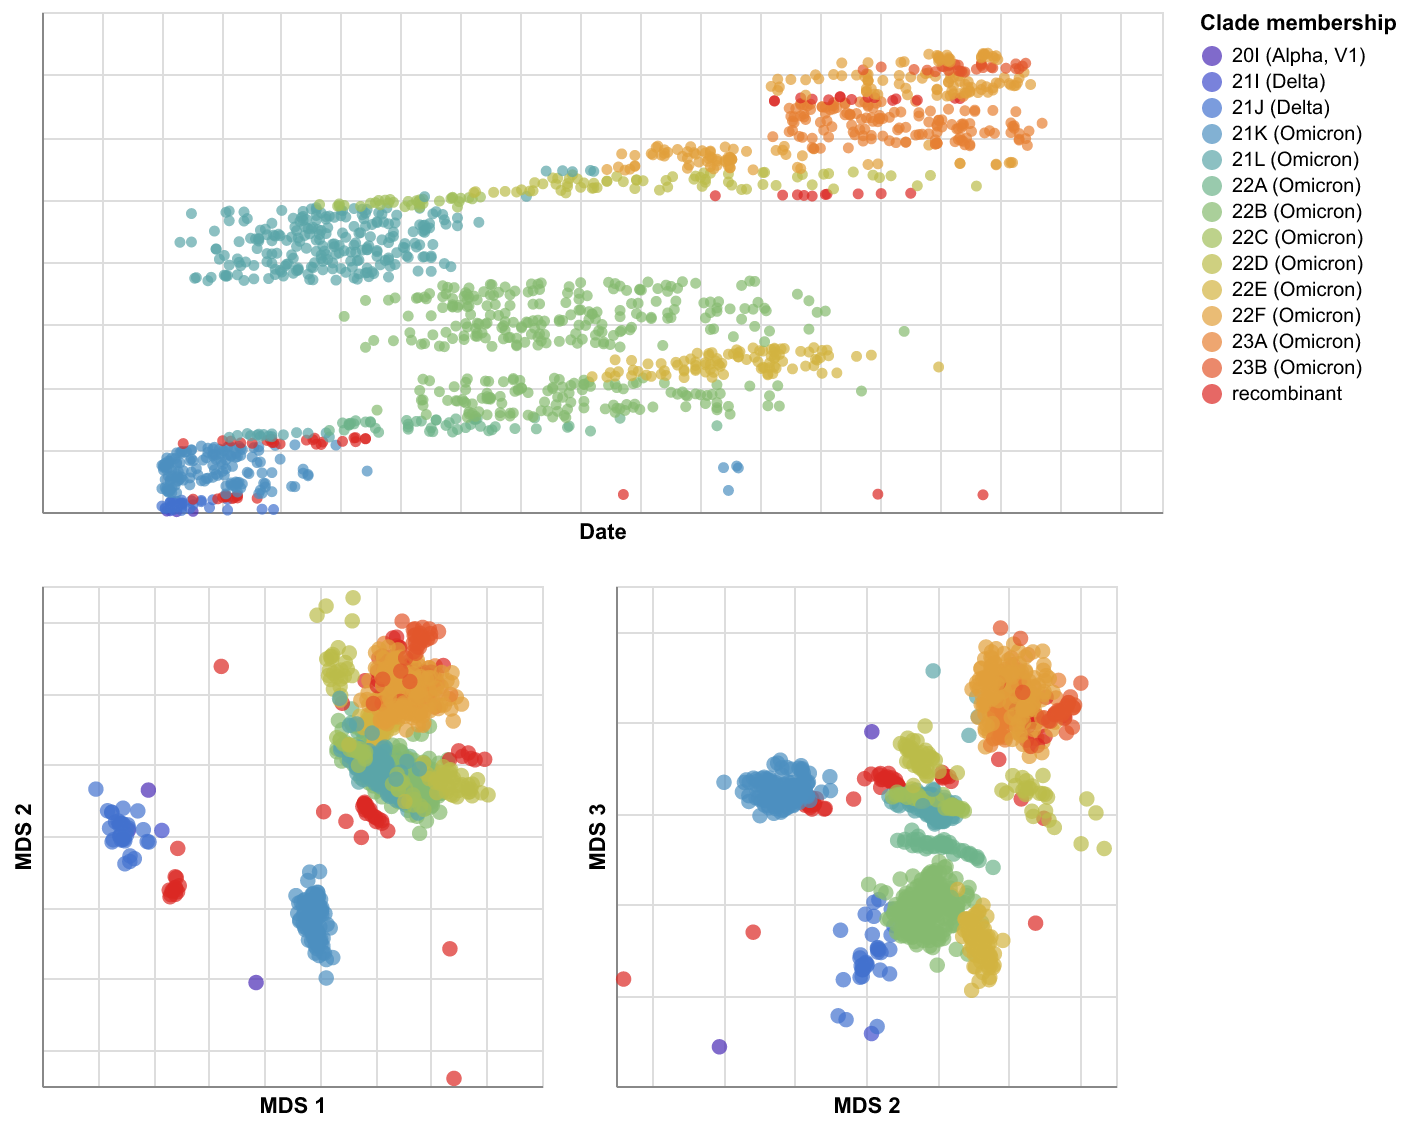 Clade membership
20I (Alpha, V1)
21I (Delta)
21J (Delta)
21K (Omicron)
21L (Omicron)
22A (Omicron)
22B (Omicron)
22C (Omicron)
22D (Omicron)
22E (Omicron)
22F (Omicron)
23A (Omicron)
23B (Omicron)
recombinant
Date
MDS 2
MDS 1
MDS 3
MDS 2